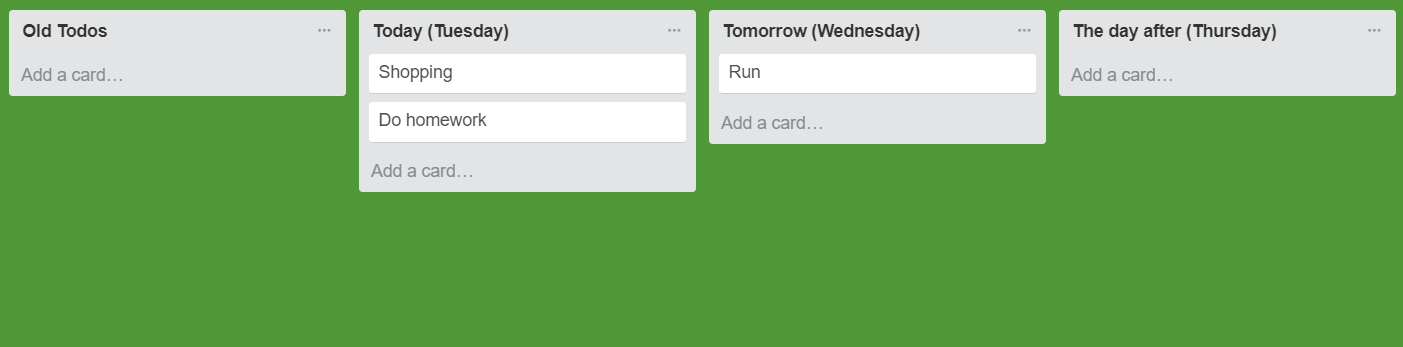 Old Todos
Add a card…
Today (Tuesday)
Shopping
Do homework
Add a card…
Tomorrow (Wednesday)
Run
Add a card…
The day after (Thursday)
Add a card…